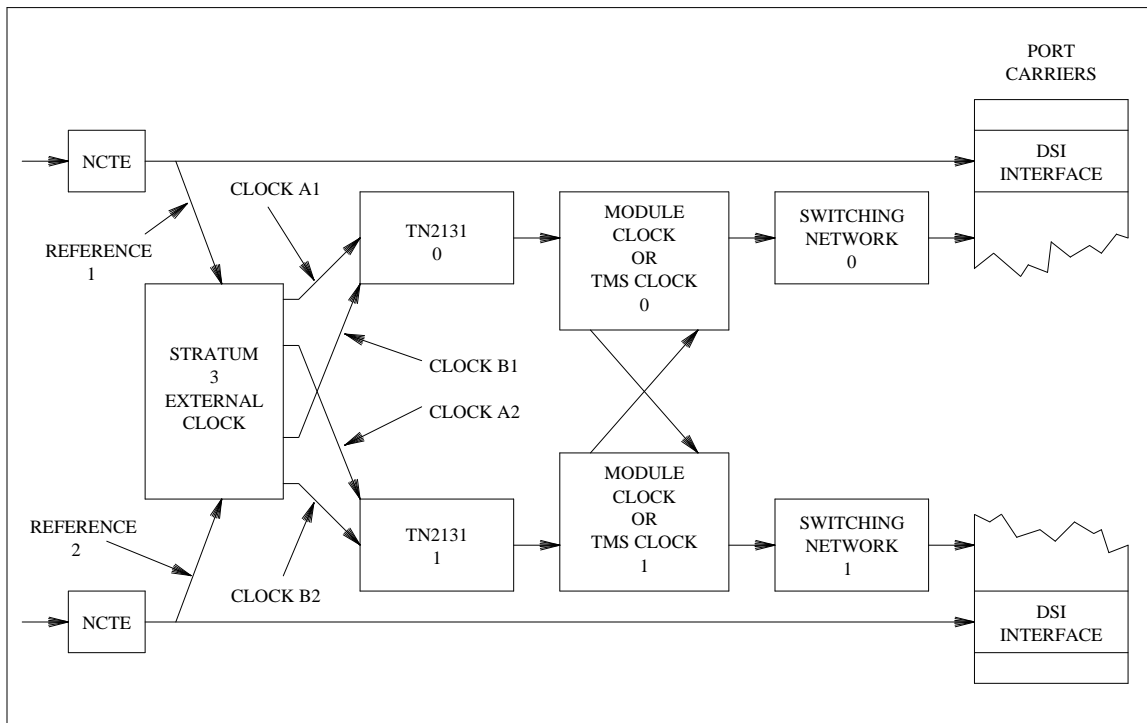 PORT
CARRIERS
NCTE
DSI
INTERFACE
CLOCK A1
REFERENCE
1
TN2131
0
MODULE
CLOCK
OR
TMS CLOCK
0
SWITCHING
NETWORK
0
STRATUM
3
EXTERNAL
CLOCK
CLOCK B1
CLOCK A2
REFERENCE
2
TN2131
1
MODULE
CLOCK
OR
TMS CLOCK
1
SWITCHING
NETWORK
1
CLOCK B2
NCTE
DSI
INTERFACE